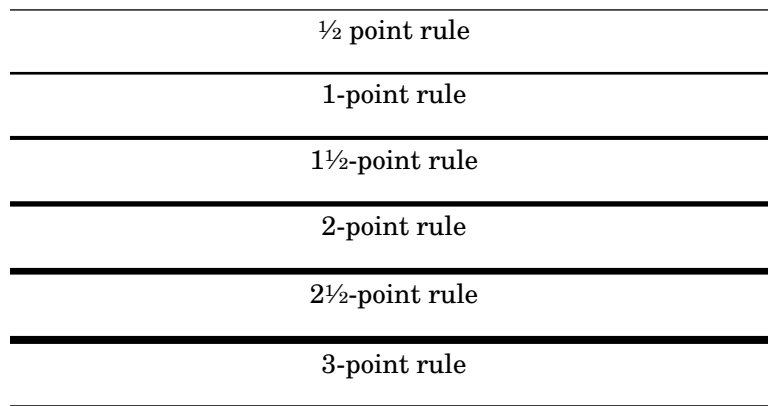 ½ point rule
1-point rule
1½-point rule
2-point rule
2½-point rule
3-point rule